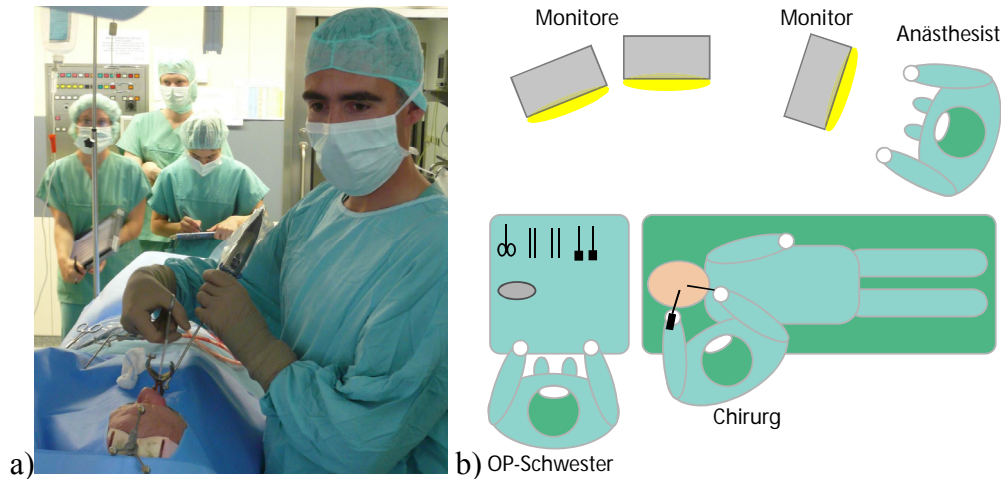 Monitore
Monitor
Anästhesist
Chirurg
a)
b) OP-Schwester